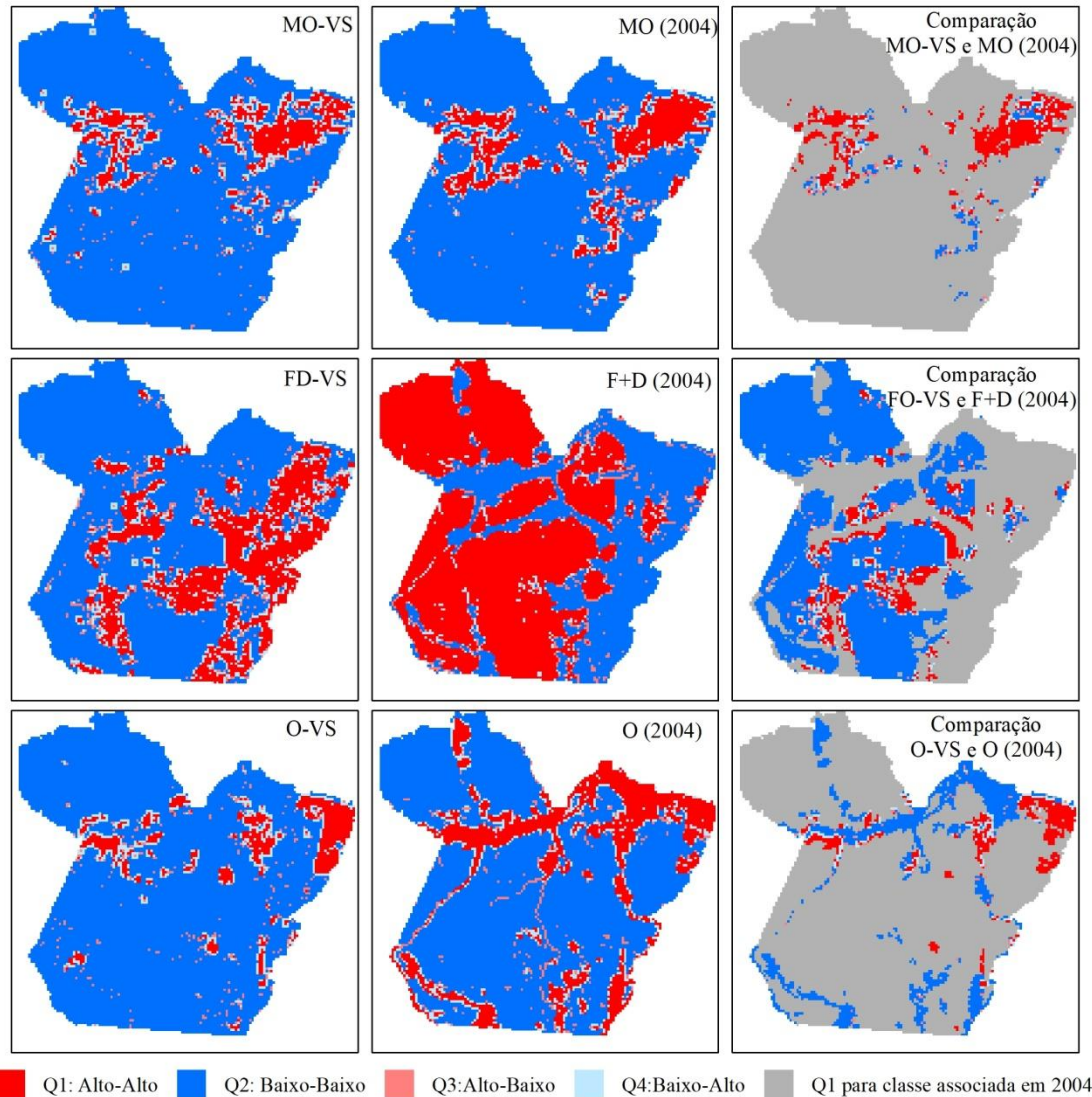 MO-VS
MO (2004)
Comparação
MO-VS e MO (2004)
FD-VS
F+D (2004)
Comparação
FO-VS e F+D (2004)
O-VS
O (2004)
Comparação
O-VS e O (2004)
Q1: Alto-Alto
Q2: Baixo-Baixo
Q3:Alto-Baixo
Q4:Baixo-Alto
Q1 para classe associada em 2004